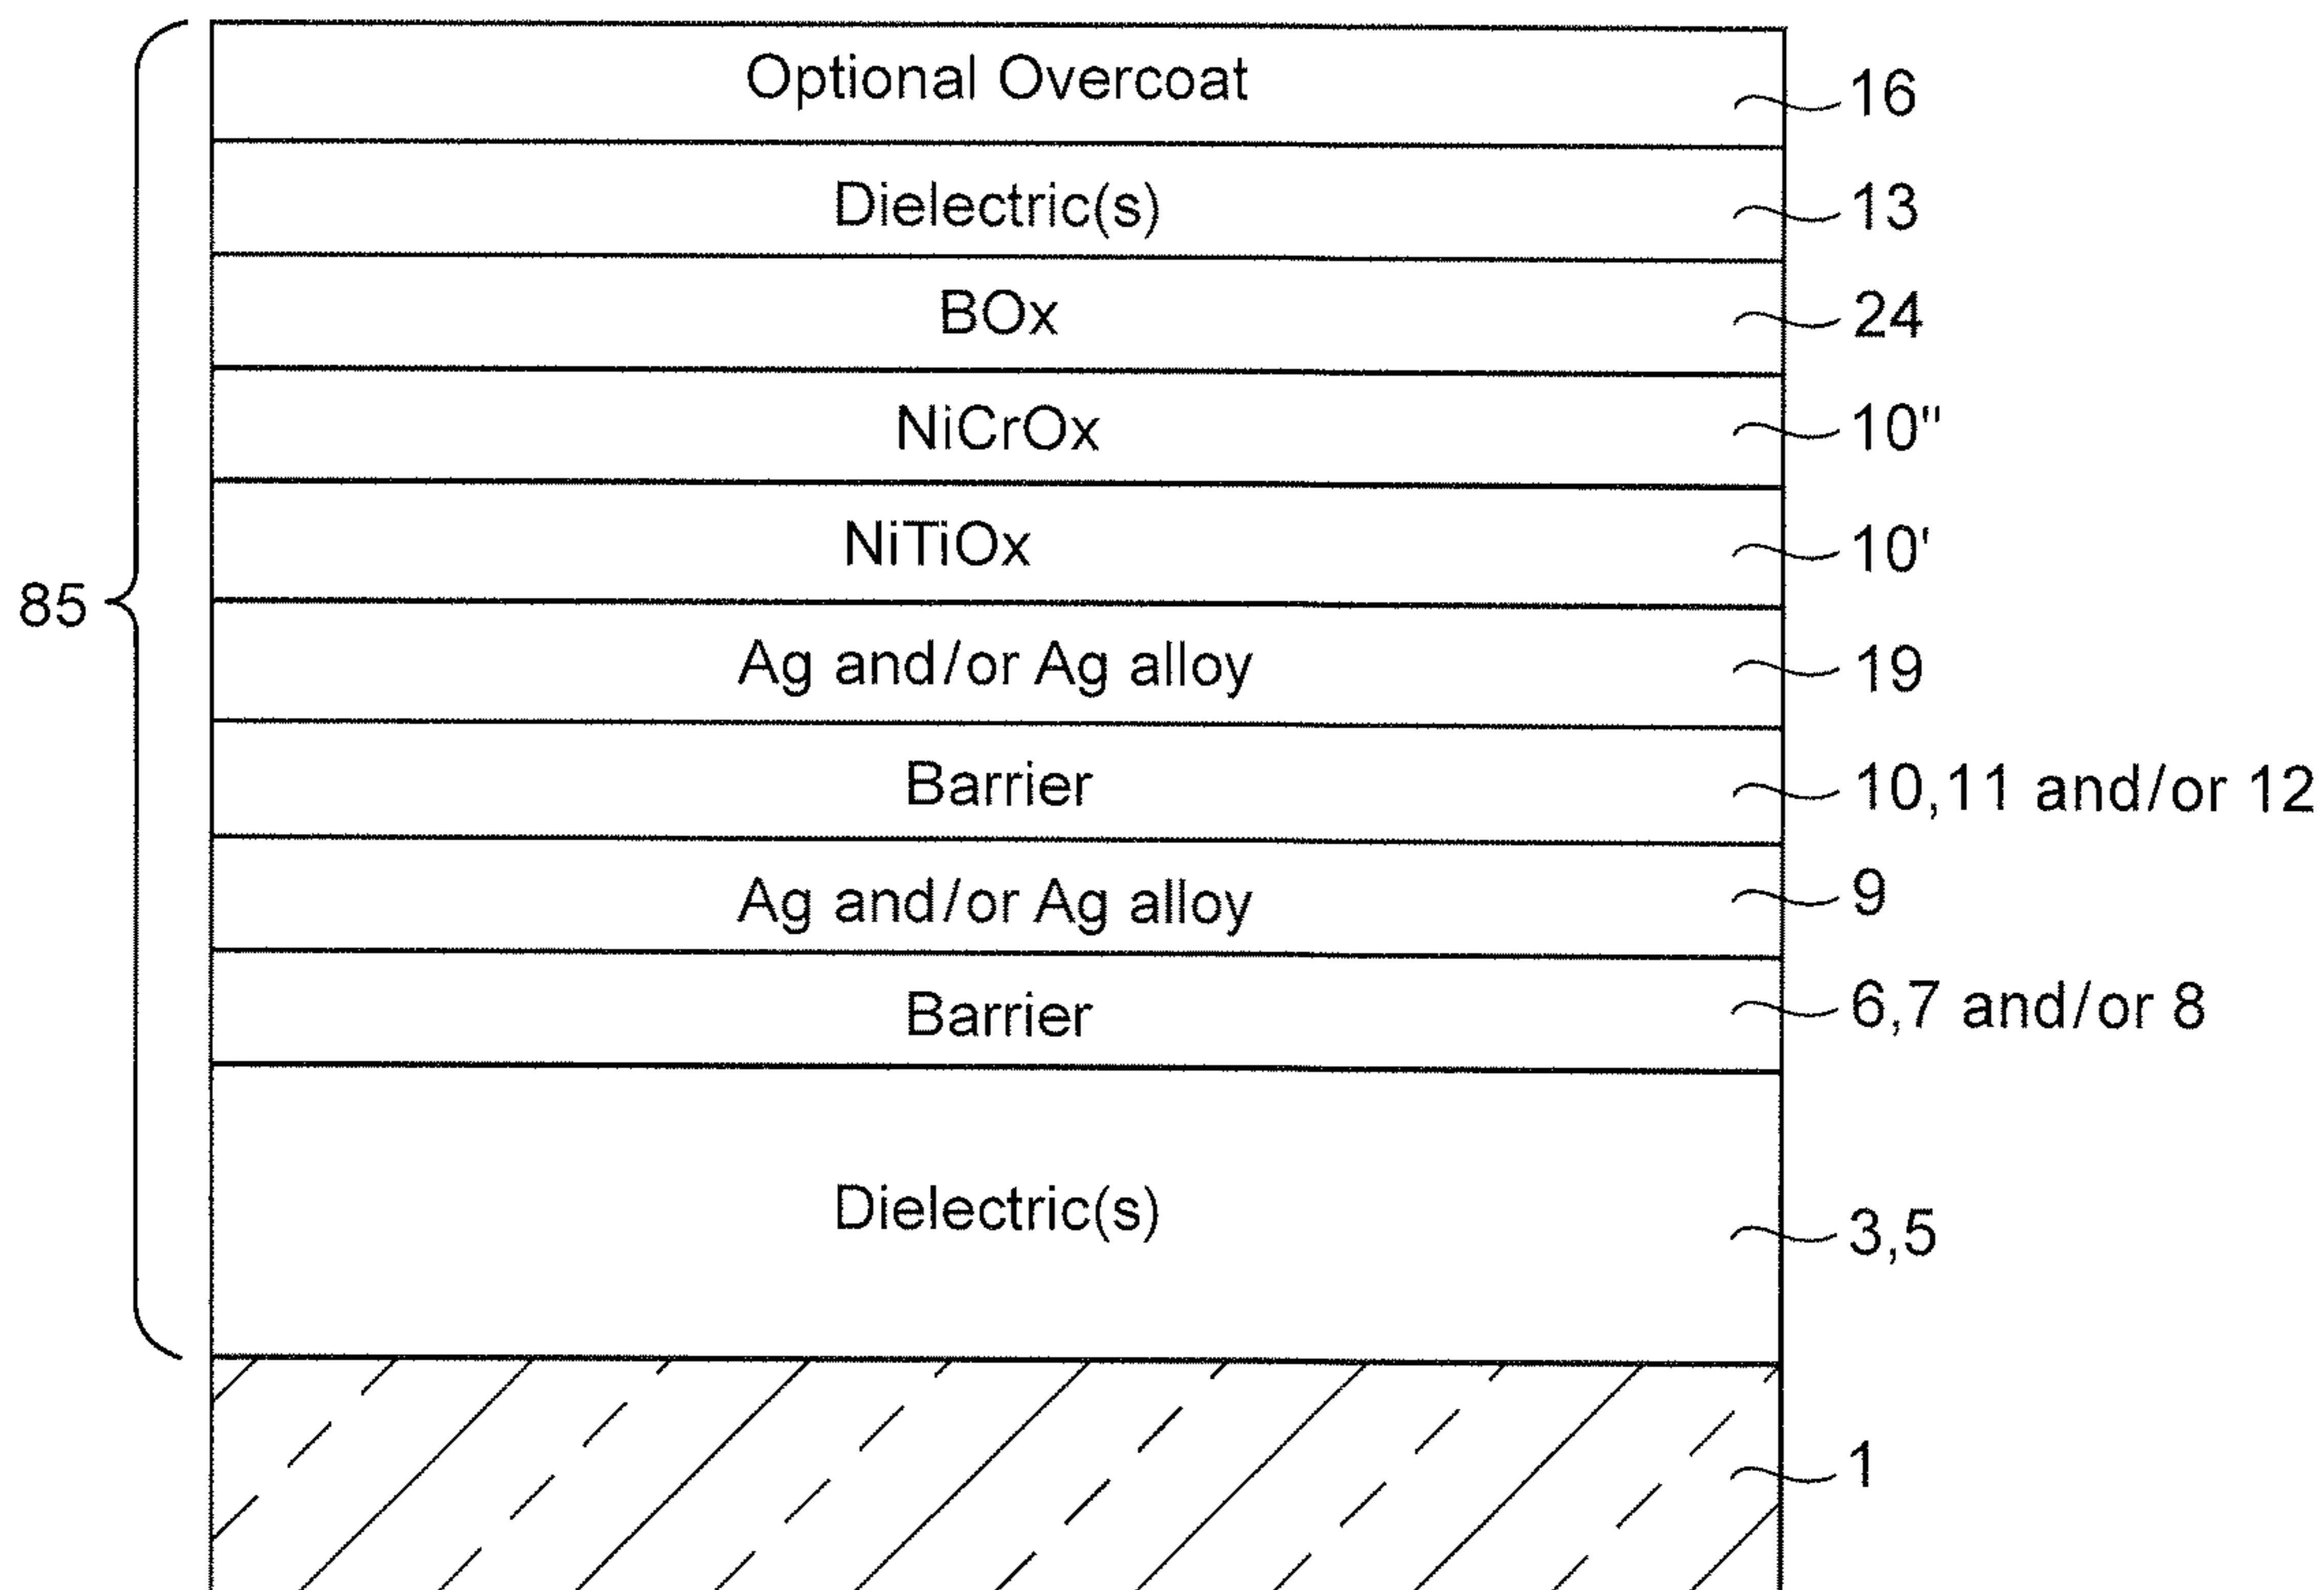 Optional Overcoat 16
Dielectric(s) 13
BOx 24
NiCrOx 10"
NiTiOx 10'
85
Ag and/or Ag alloy 19
Barrier 10,11 and/or 12
Ag and/or Ag alloy 9
Barrier 6,7 and/or 8
Dielectric(s) 3,5
1